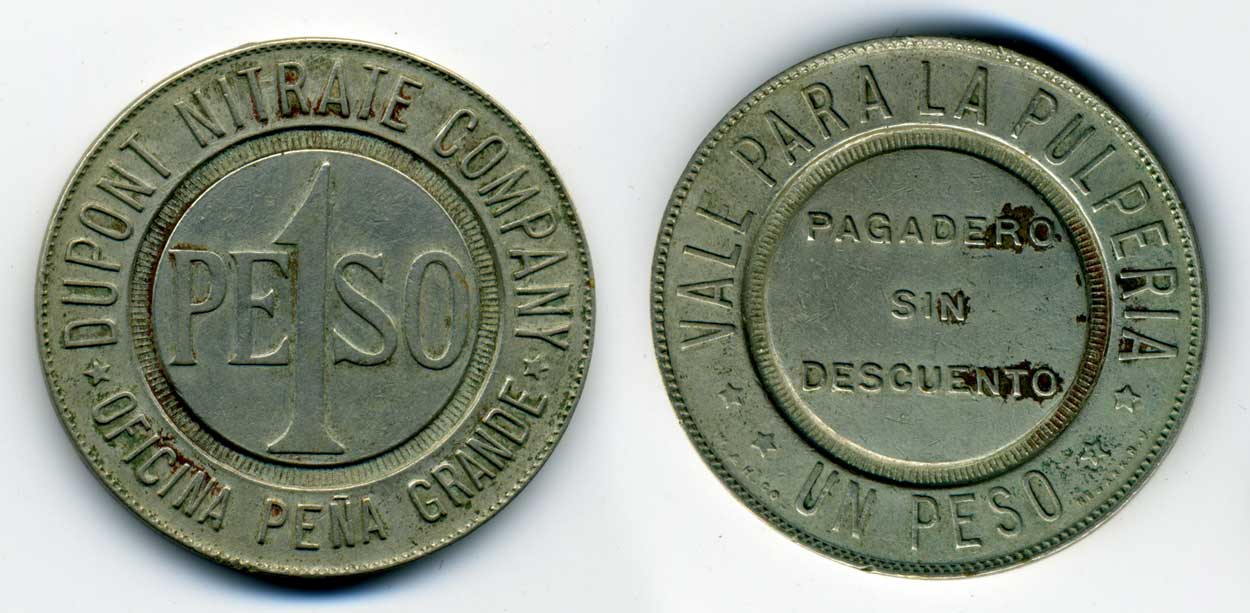 DUPONT NITRATE COMPANY
1
PESO
OFICINA PEÑA GRANDE
VALE PARA LA PULPERIA
PAGADERO
SIN
DESCUENTO
UN PESO